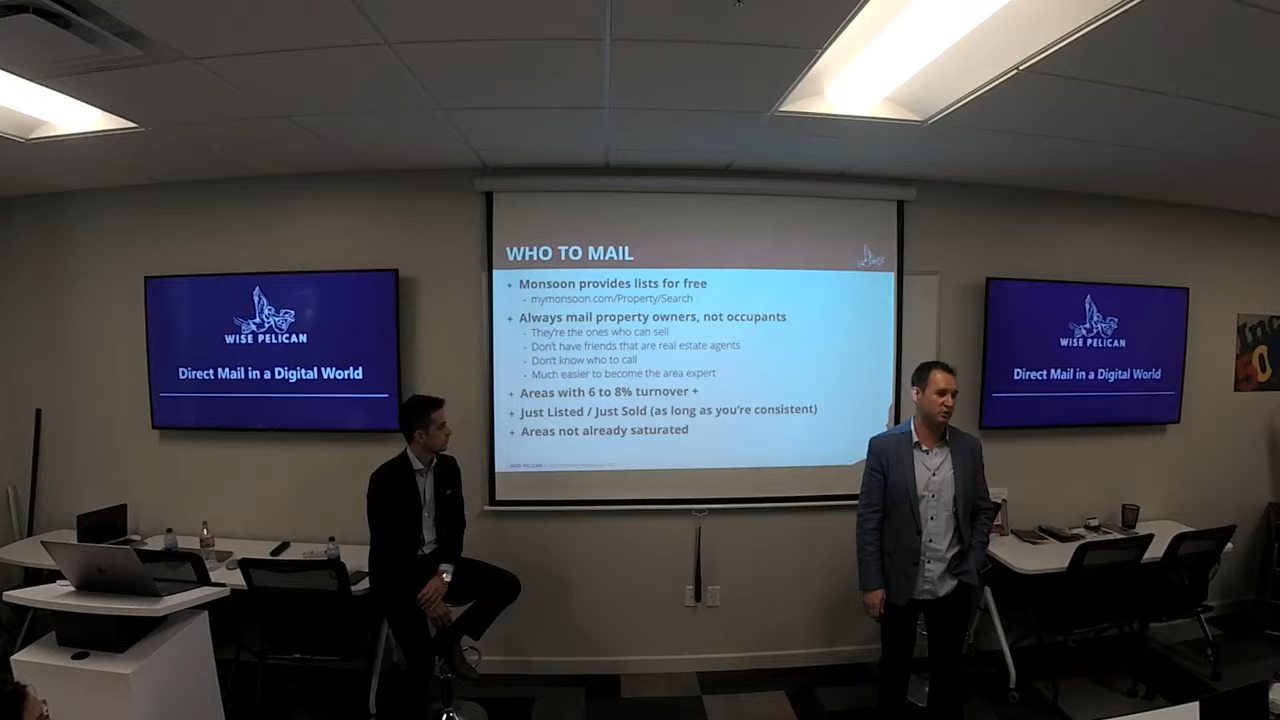 WISE PELICAN
Direct Mail in a Digital World
WHO TO MAIL
+ Monsoon provides lists for free
- mymonsoon.com/Property/Search
+ Always mail property owners, not occupants
- They're the ones who can sell
- Don't have friends that are real estate agents
- Don't know who to call
- Much easier to become the area expert
+ Areas with 6 to 8% turnover +
+ Just Listed / Just Sold (as long as you're consistent)
+ Areas not already saturated
WISE PELICAN |
WISE PELICAN
Direct Mail in a Digital World
50